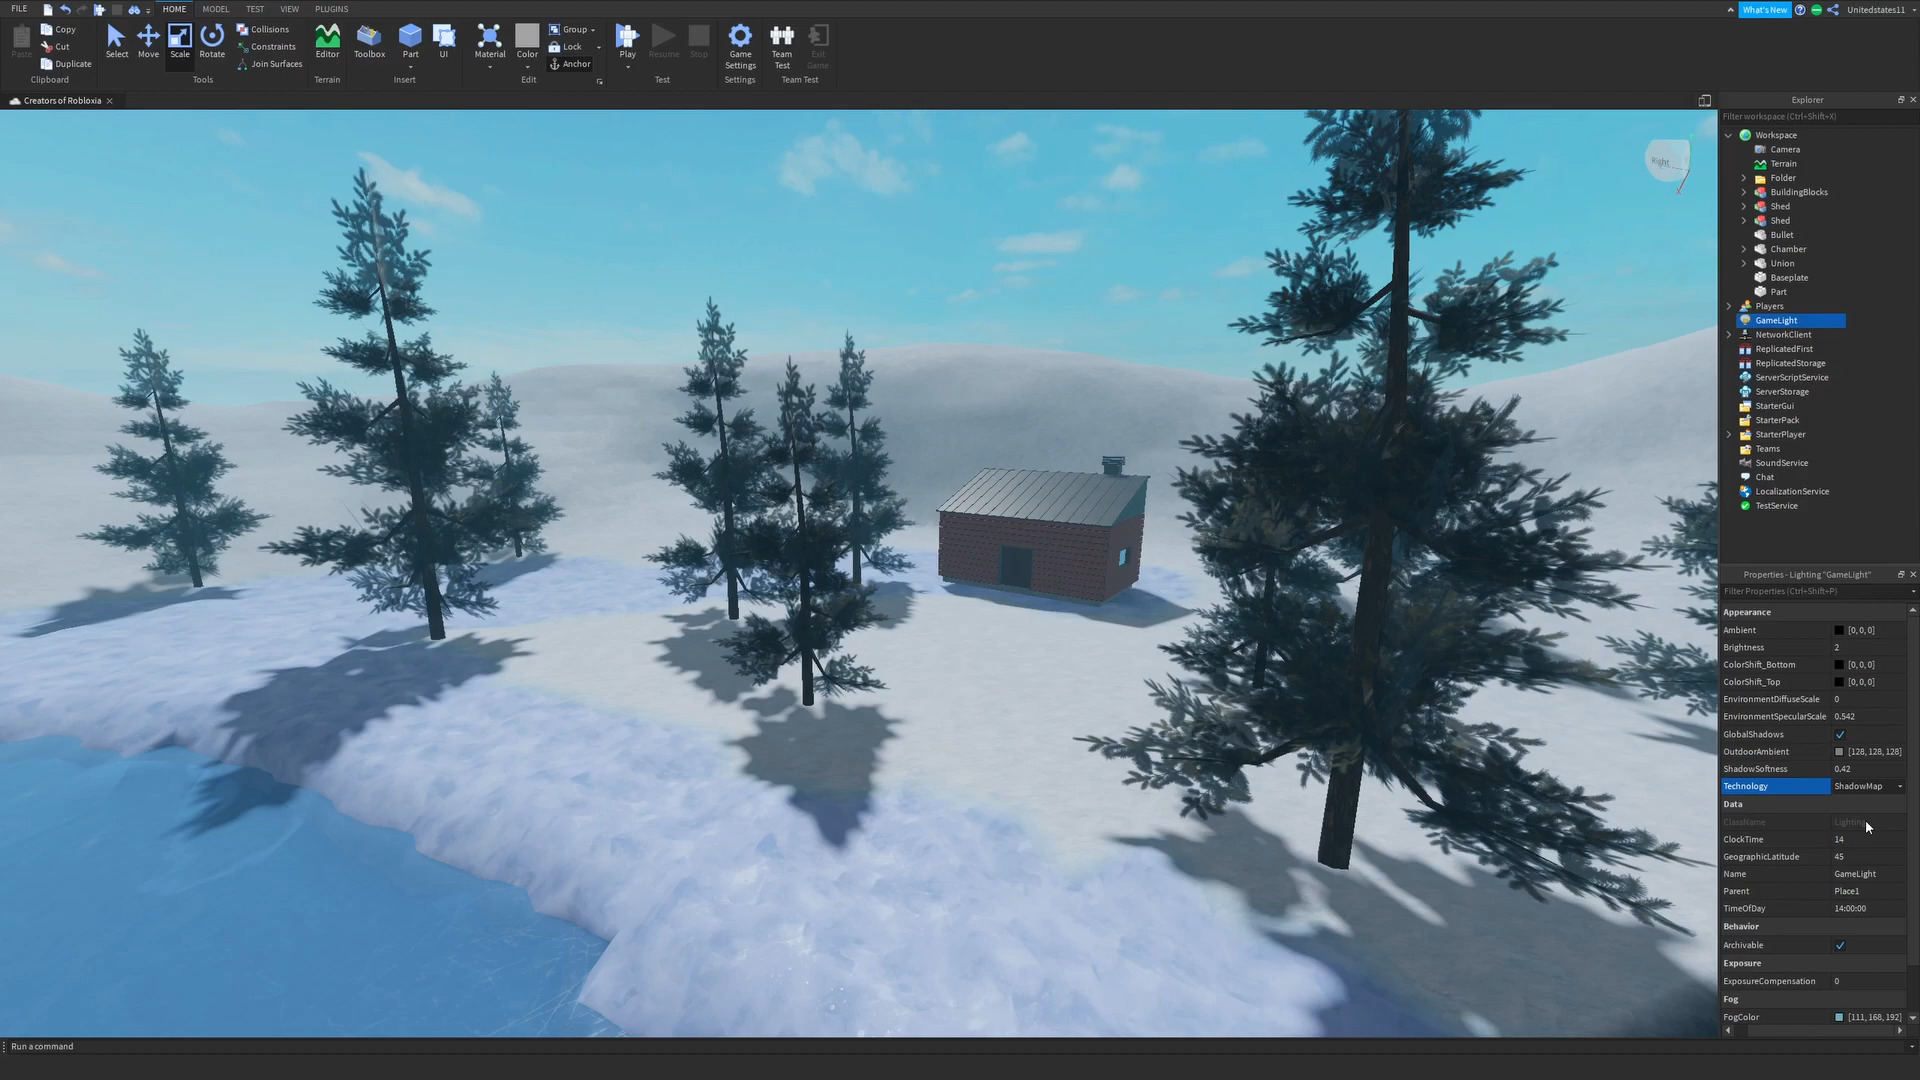 FILE HOME MODEL TEST VIEW PLUGINS What's New Unitedstates11
Paste Copy Cut Duplicate Select Move Scale Rotate Collisions Constraints Join Surfaces Editor Toolbox Part UI Material Color Group Lock Anchor Play Resume Stop Game Settings Team Test Exit Game
Clipboard Tools Terrain Insert Edit Test Settings Team Test
Creators of Robloxia
Right
X
Explorer
Filter workspace (Ctrl+Shift+X)
Workspace
Camera
Terrain
Folder
BuildingBlocks
Shed
Shed
Bullet
Chamber
Union
Baseplate
Part
Players
GameLight
NetworkClient
ReplicatedFirst
ReplicatedStorage
ServerScriptService
ServerStorage
StarterGui
StarterPack
StarterPlayer
Teams
SoundService
Chat
LocalizationService
TestService
Properties - Lighting "GameLight"
Filter Properties (Ctrl+Shift+P)
Appearance
Ambient [0, 0, 0]
Brightness 2
ColorShift_Bottom [0, 0, 0]
ColorShift_Top [0, 0, 0]
EnvironmentDiffuseScale 0
EnvironmentSpecularScale 0.542
GlobalShadows
OutdoorAmbient [128, 128, 128]
ShadowSoftness 0.42
Technology ShadowMap
Data
ClassName Lighting
ClockTime 14
GeographicLatitude 45
Name GameLight
Parent Place1
TimeOfDay 14:00:00
Behavior
Archivable
Exposure
ExposureCompensation 0
Fog
FogColor [111, 168, 192]
Run a command